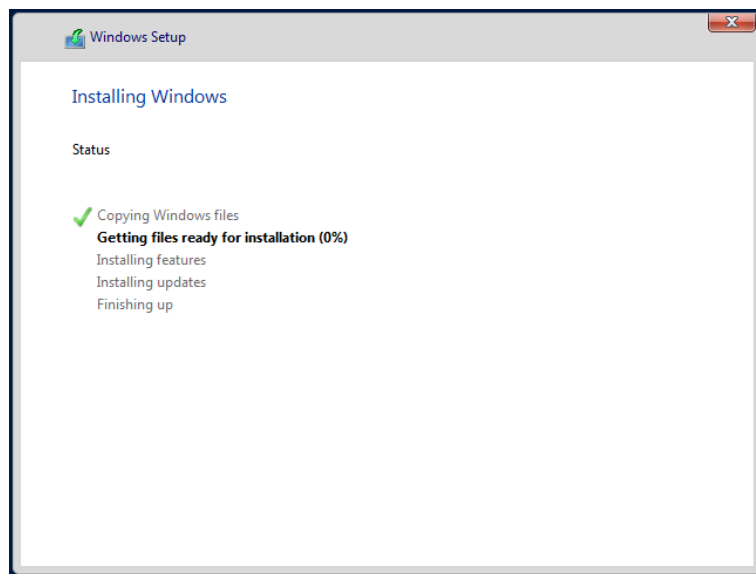 Windows Setup
Installing Windows
Status
Copying Windows files
Getting files ready for installation (0%)
Installing features
Installing updates
Finishing up